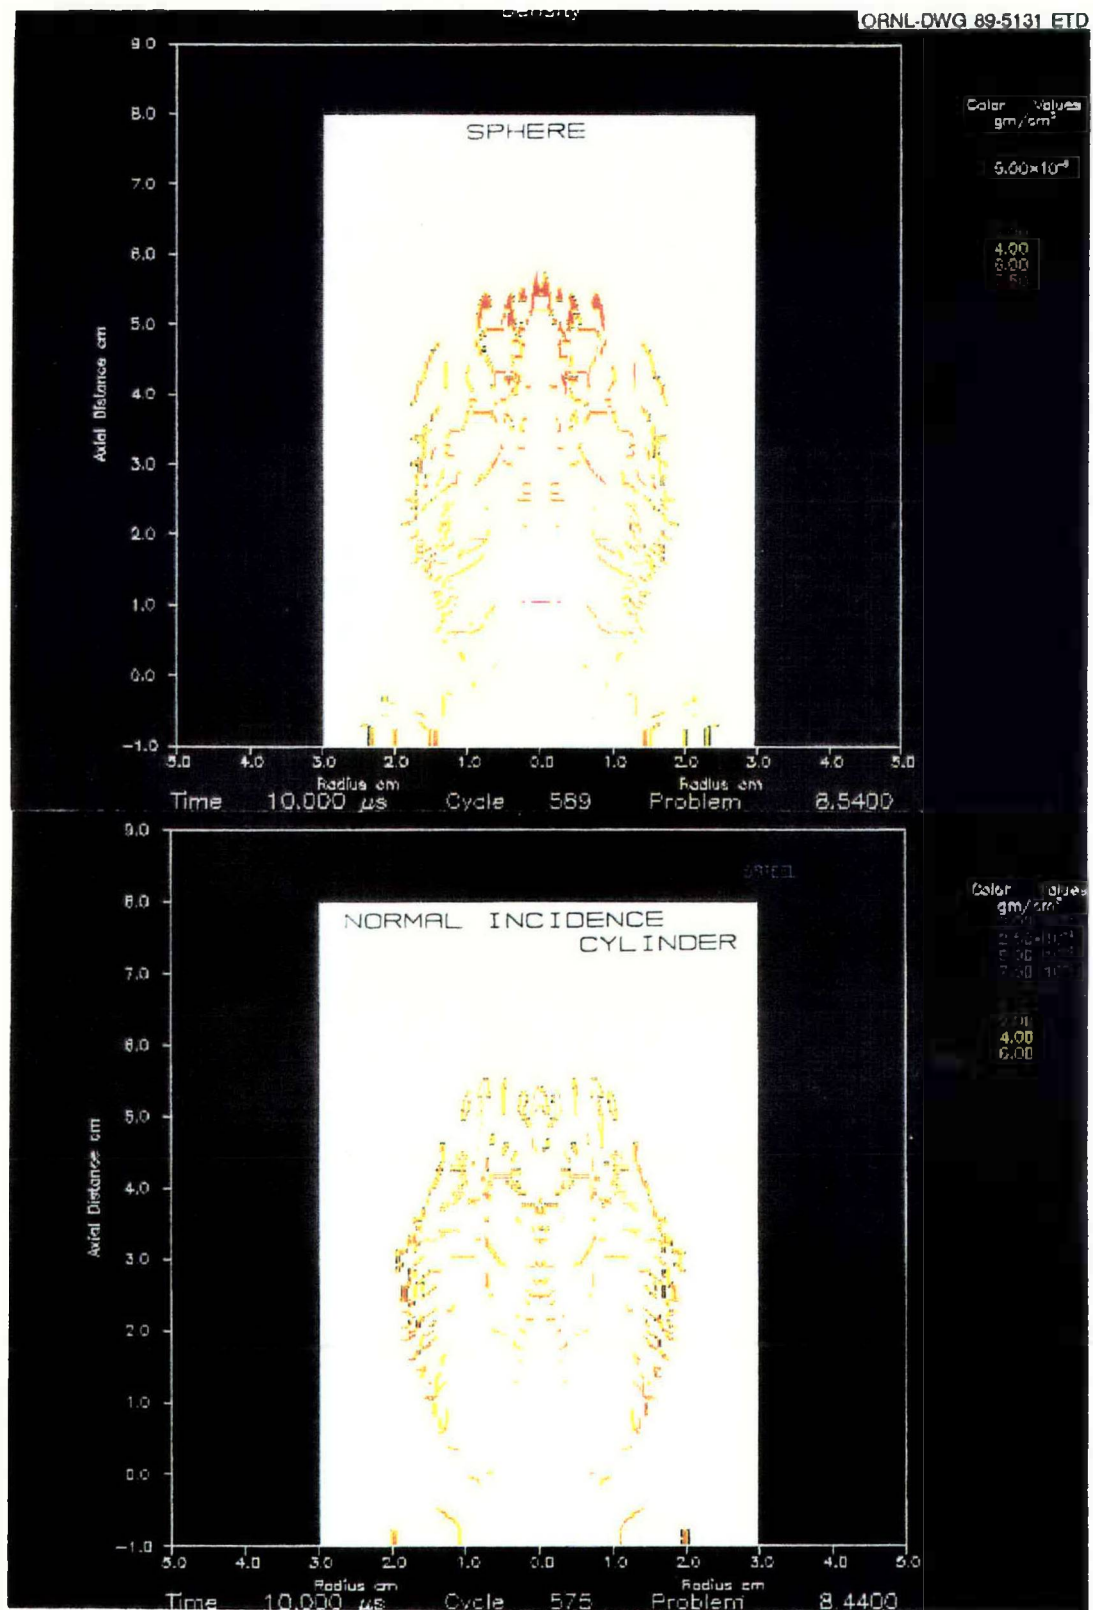 Density
ORNL-DWG 89-5131 ETD
9.0
8.0
7.0
6.0
5.0
4.0
3.0
2.0
1.0
0.0
-1.0
Axial Distance cm
SPHERE
Color Values
gm/cm³
4.00
6.00
5.0 4.0 3.0 2.0 1.0 0.0 1.0 2.0 3.0 4.0 5.0
Radius cm Radius cm
Time 10.000 μs Cycle 589 Problem 8.5400
9.0
8.0
7.0
6.0
5.0
4.0
3.0
2.0
1.0
0.0
-1.0
Axial Distance cm
NORMAL INCIDENCE
CYLINDER
Color Values
gm/cm³
4.00
6.00
5.0 4.0 3.0 2.0 1.0 0.0 1.0 2.0 3.0 4.0 5.0
Radius cm Radius cm
Time 10.000 μs Cycle 575 Problem 8.4400